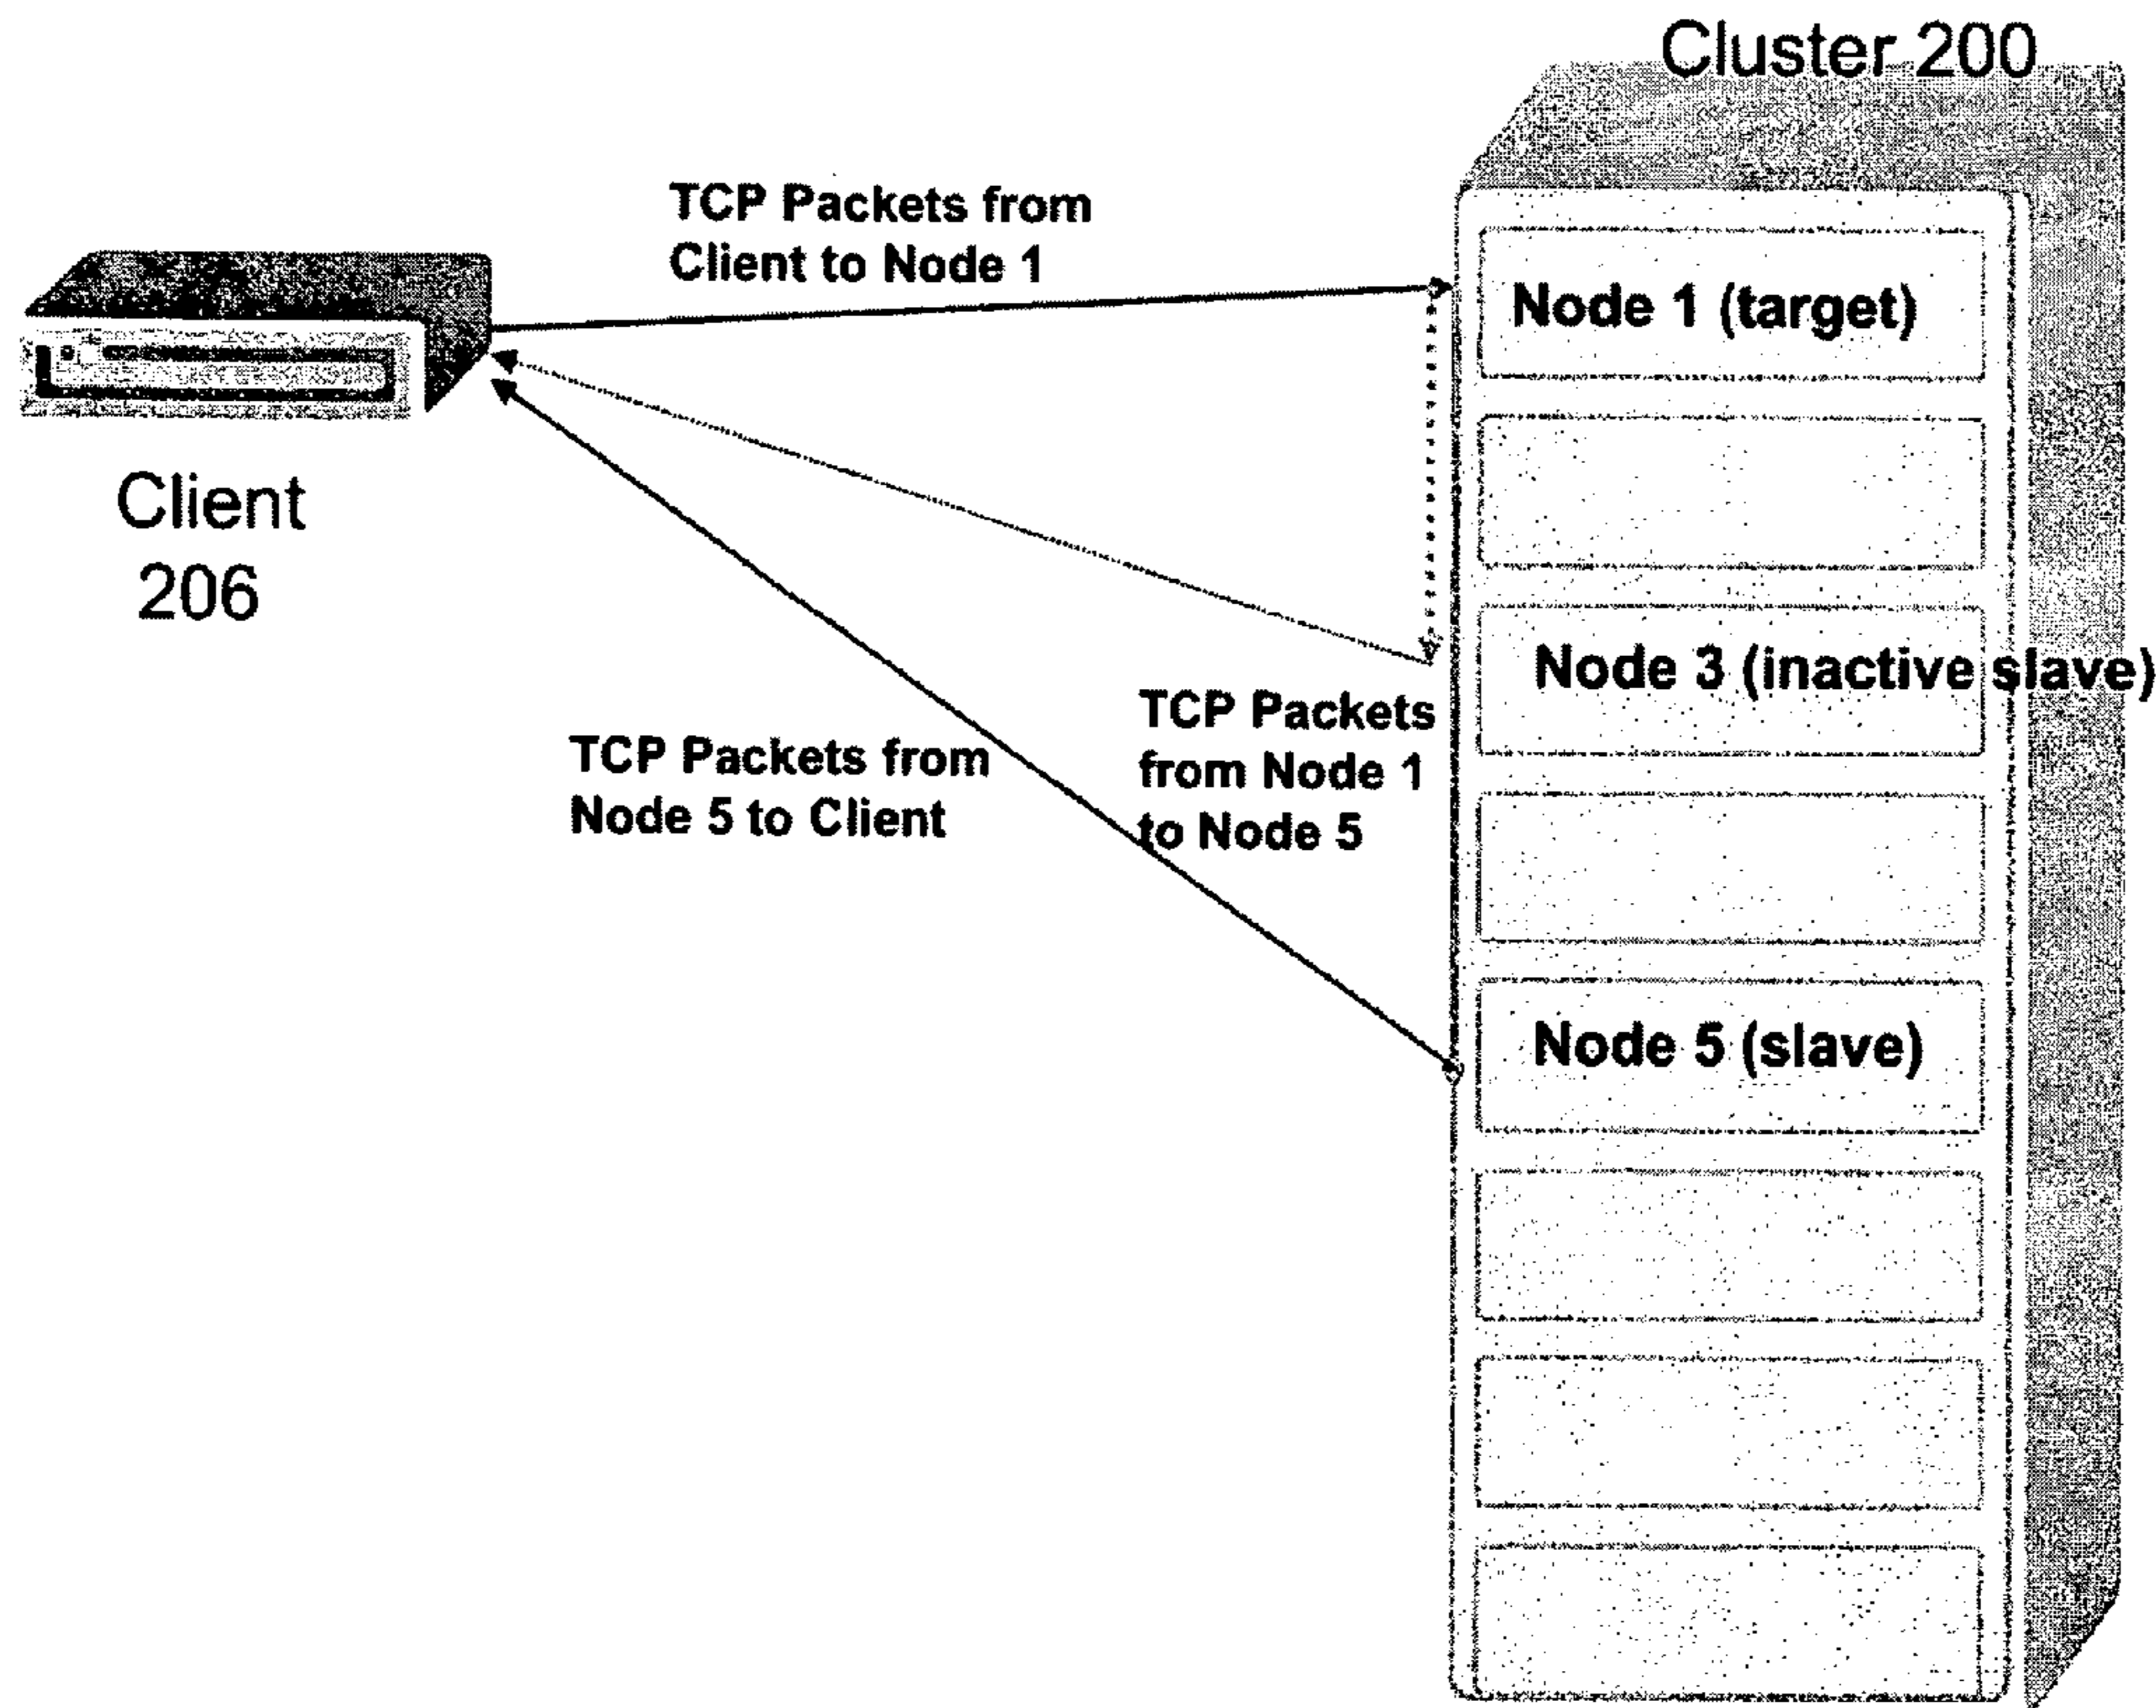 Cluster 200
TCP Packets from
Client to Node 1
Node 1 (target)
Client
206
Node 3 (inactive slave)
TCP Packets
from Node 1
to Node 5
TCP Packets from
Node 5 to Client
Node 5 (slave)